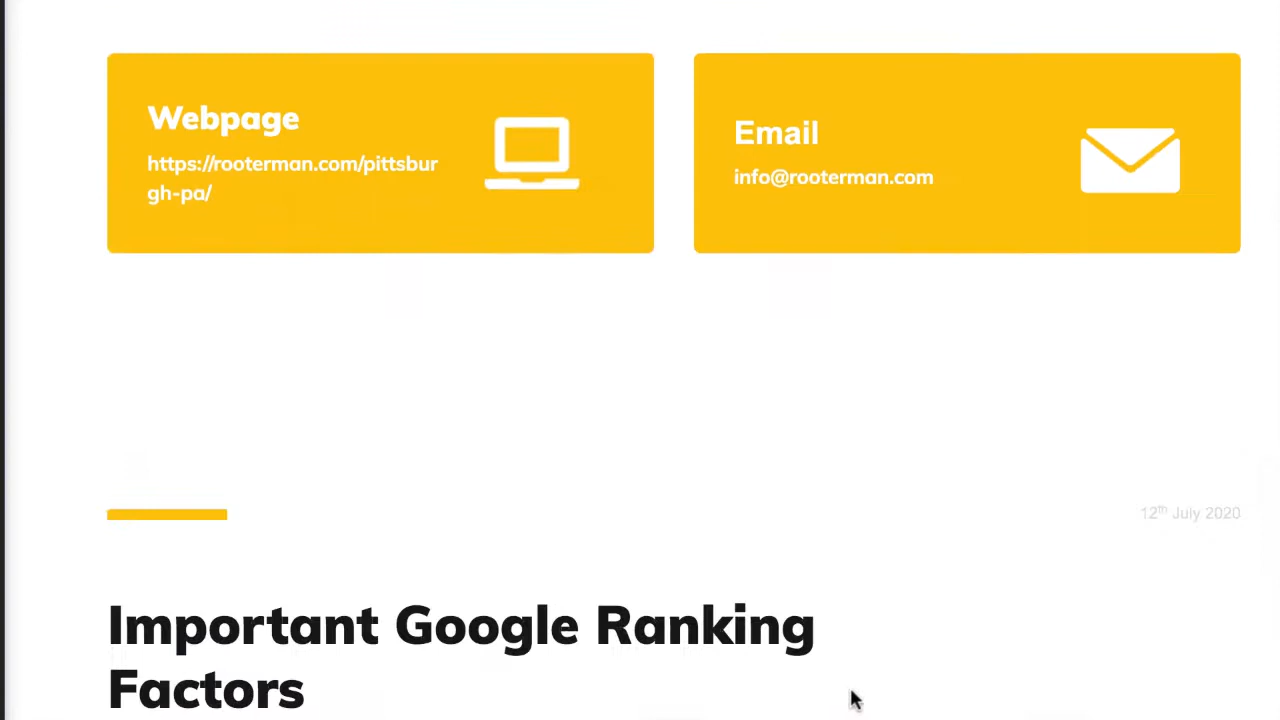 Webpage
https://rooterman.com/pittsbur
gh-pa/
Email
info@rooterman.com
12th July 2020
Important Google Ranking
Factors